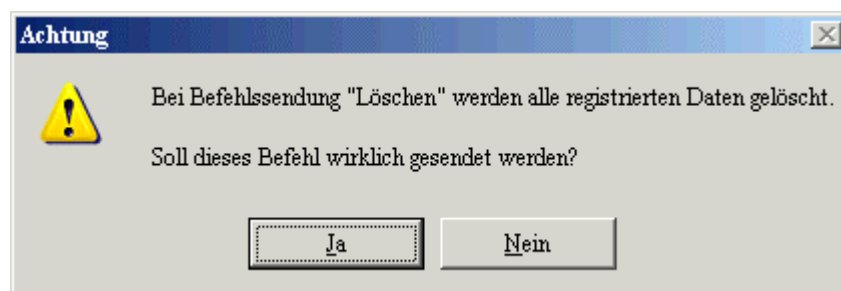 Achtung
Bei Befehlssendung "Löschen" werden alle registrierten Daten gelöscht.
Soll dieses Befehl wirklich gesendet werden?
Ja
Nein